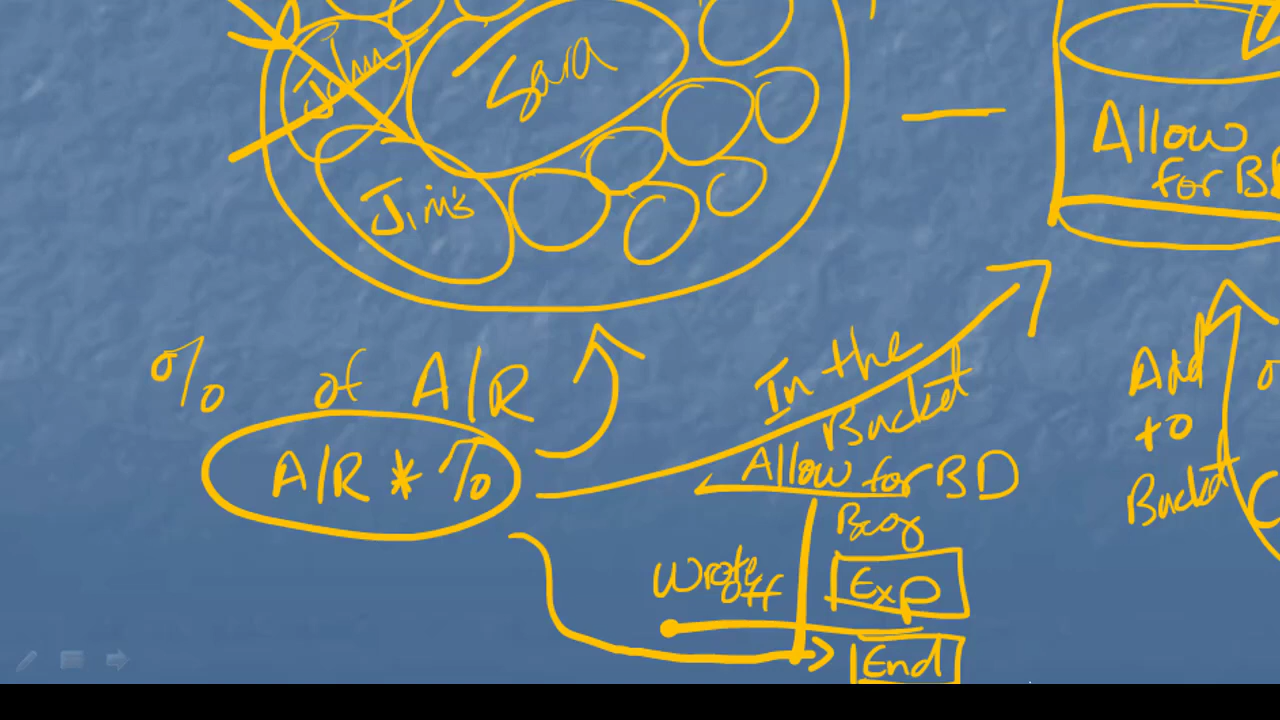 John
Sara
Jim's
Allow
for BD
% of A/R
A/R * %
In the
Bucket
Allow for BD
Beg
Wrote off
Exp
End
Add
to
Bucket